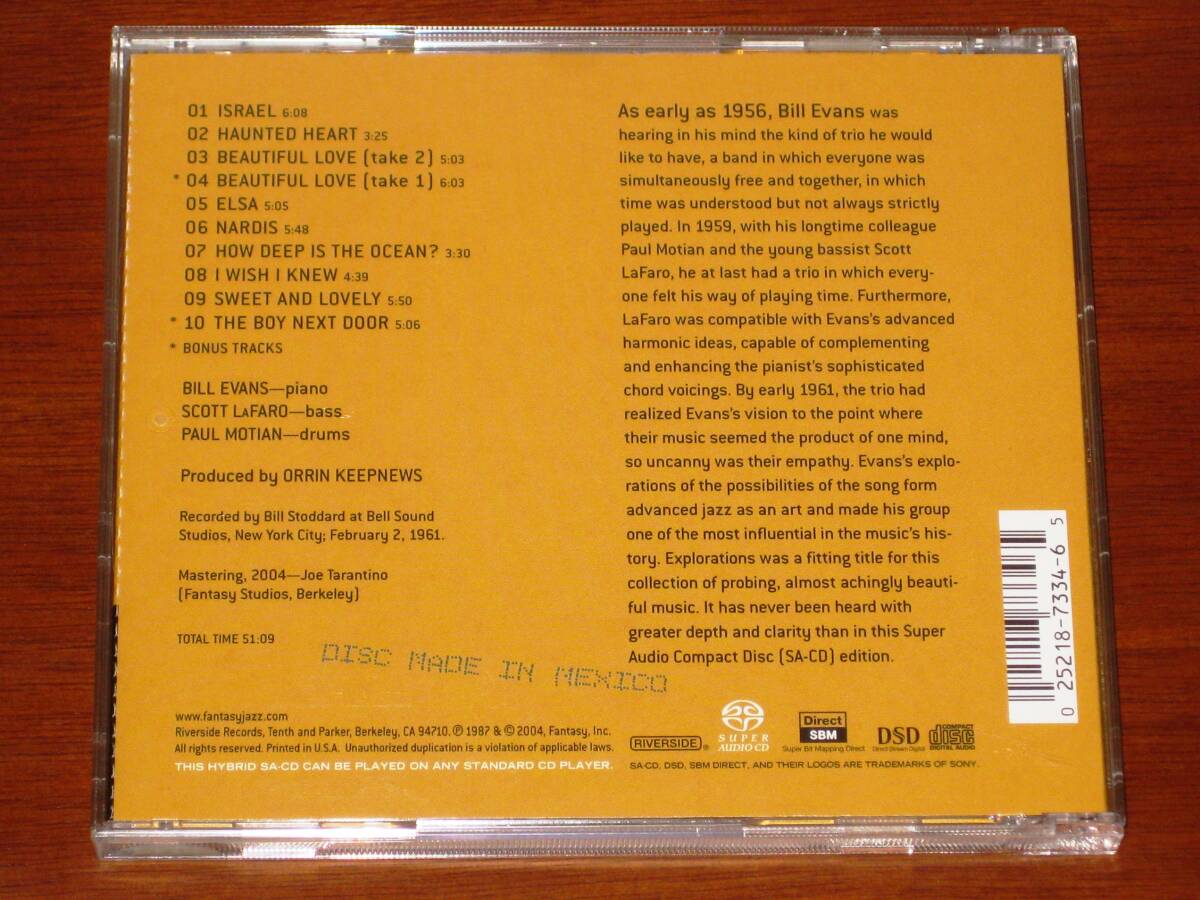 01 ISRAEL 6:08
02 HAUNTED HEART 3:25
03 BEAUTIFUL LOVE (take 2) 5:03
* 04 BEAUTIFUL LOVE (take 1) 6:03
05 ELSA 5:05
06 NARDIS 5:48
07 HOW DEEP IS THE OCEAN? 3:30
08 I WISH I KNEW 4:39
09 SWEET AND LOVELY 5:50
* 10 THE BOY NEXT DOOR 5:06
* BONUS TRACKS
BILL EVANS—piano
SCOTT LaFARO—bass
PAUL MOTIAN—drums
Produced by ORRIN KEEPNEWS
Recorded by Bill Stoddard at Bell Sound
Studios, New York City; February 2, 1961.
Mastering, 2004—Joe Tarantino
(Fantasy Studios, Berkeley)
TOTAL TIME 51:09
DISC MADE IN MEXICO
As early as 1956, Bill Evans was
hearing in his mind the kind of trio he would
like to have, a band in which everyone was
simultaneously free and together, in which
time was understood but not always strictly
played. In 1959, with his longtime colleague
Paul Motian and the young bassist Scott
LaFaro, he at last had a trio in which every-
one felt his way of playing time. Furthermore,
LaFaro was compatible with Evans's advanced
harmonic ideas, capable of complementing
and enhancing the pianist's sophisticated
chord voicings. By early 1961, the trio had
realized Evans's vision to the point where
their music seemed the product of one mind,
so uncanny was their empathy. Evans's explo-
rations of the possibilities of the song form
advanced jazz as an art and made his group
one of the most influential in the music's his-
tory. Explorations was a fitting title for this
collection of probing, almost achingly beauti-
ful music. It has never been heard with
greater depth and clarity than in this Super
Audio Compact Disc (SA-CD) edition.
0 25218-7334-6 5
www.fantasyjazz.com
Riverside Records, Tenth and Parker, Berkeley, CA 94710. ℗ 1987 & © 2004, Fantasy, Inc.
All rights reserved. Printed in U.S.A. Unauthorized duplication is a violation of applicable laws.
THIS HYBRID SA-CD CAN BE PLAYED ON ANY STANDARD CD PLAYER.
RIVERSIDE ®
SUPER
AUDIO CD
Direct
SBM
Super Bit Mapping Direct
DSD
Direct Stream Digital
COMPACT
disc
DIGITAL AUDIO
SA-CD, DSD, SBM DIRECT, AND THEIR LOGOS ARE TRADEMARKS OF SONY.